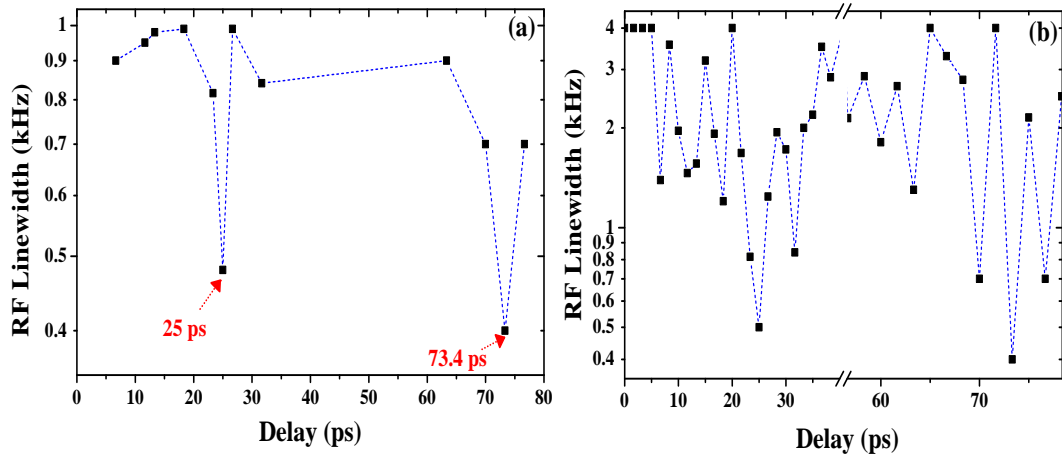 (a)
RF Linewidth (kHz)
1
0.9
0.8
0.7
0.6
0.5
0.4
25 ps
73.4 ps
0 10 20 30 40 50 60 70 80
Delay (ps)
(b)
RF Linewidth (kHz)
4
3
2
1
0.9
0.8
0.7
0.6
0.5
0.4
0 10 20 30 60 70
Delay (ps)